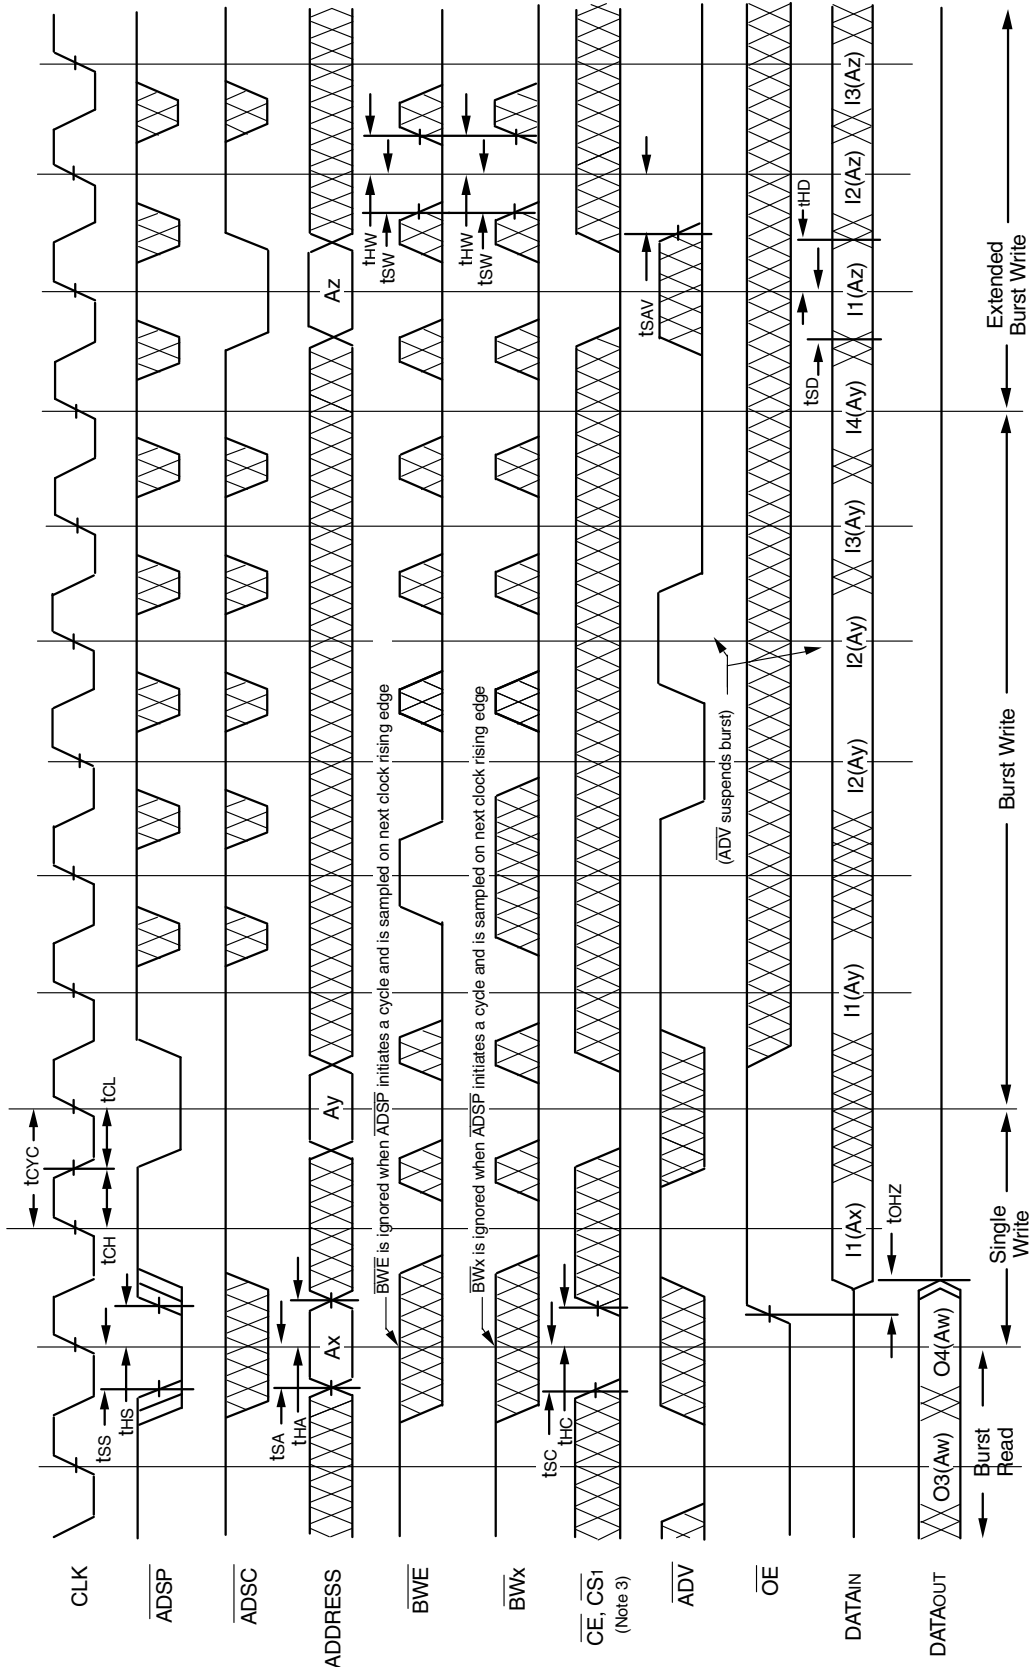 CLK
tCYC
tCH
tCL
ADSP
tSS
tHS
ADSC
ADDRESS
tSA
tHA
Ax
Ay
Az
BWE
BWE is ignored when ADSP initiates a cycle and is sampled on next clock rising edge
tHW
tSW
BWx
BWx is ignored when ADSP initiates a cycle and is sampled on next clock rising edge
tHW
tSW
CE, CS1
(Note 3)
tSC
tHC
ADV
tSAV
(ADV suspends burst)
OE
tOHZ
tSD
tHD
DATAIN
I1(Ax)
I1(Ay)
I2(Ay)
I2(Ay)
I3(Ay)
I4(Ay)
I1(Az)
I2(Az)
I3(Az)
DATAOUT
O3(Aw)
O4(Aw)
Burst
Read
Single
Write
Burst Write
Extended
Burst Write